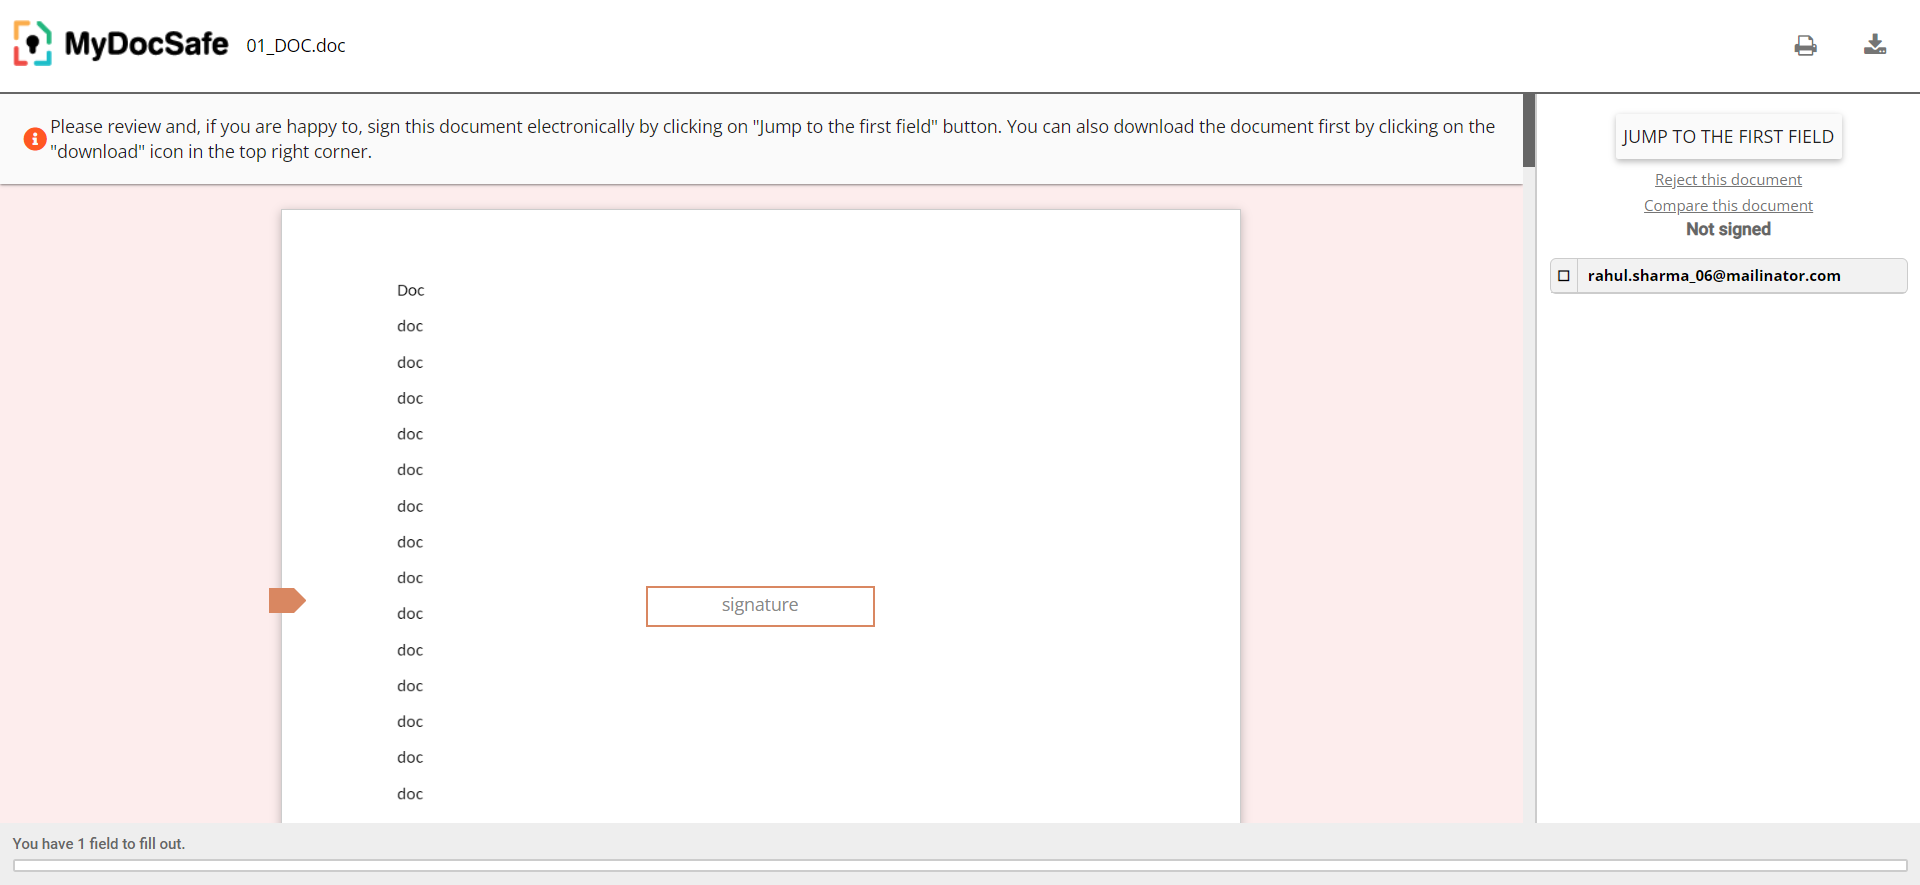 MyDocSafe 01_DOC.doc
Please review and, if you are happy to, sign this document electronically by clicking on "Jump to the first field" button. You can also download the document first by clicking on the
"download" icon in the top right corner.
JUMP TO THE FIRST FIELD
Reject this document
Compare this document
Not signed
rahul.sharma_06@mailinator.com
Doc
doc
doc
doc
doc
doc
doc
doc
doc
doc
signature
doc
doc
doc
doc
doc
You have 1 field to fill out.